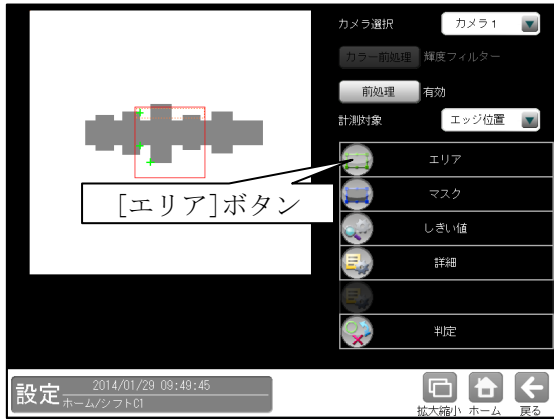 カメラ選択
カメラ1
カラー前処理
輝度フィルター
前処理
有効
計測対象
エッジ位置
エリア
マスク
[エリア]ボタン
しきい値
詳細
判定
設定
2014/01/29 09:49:45
ホーム/シフトC1
拡大縮小
ホーム
戻る